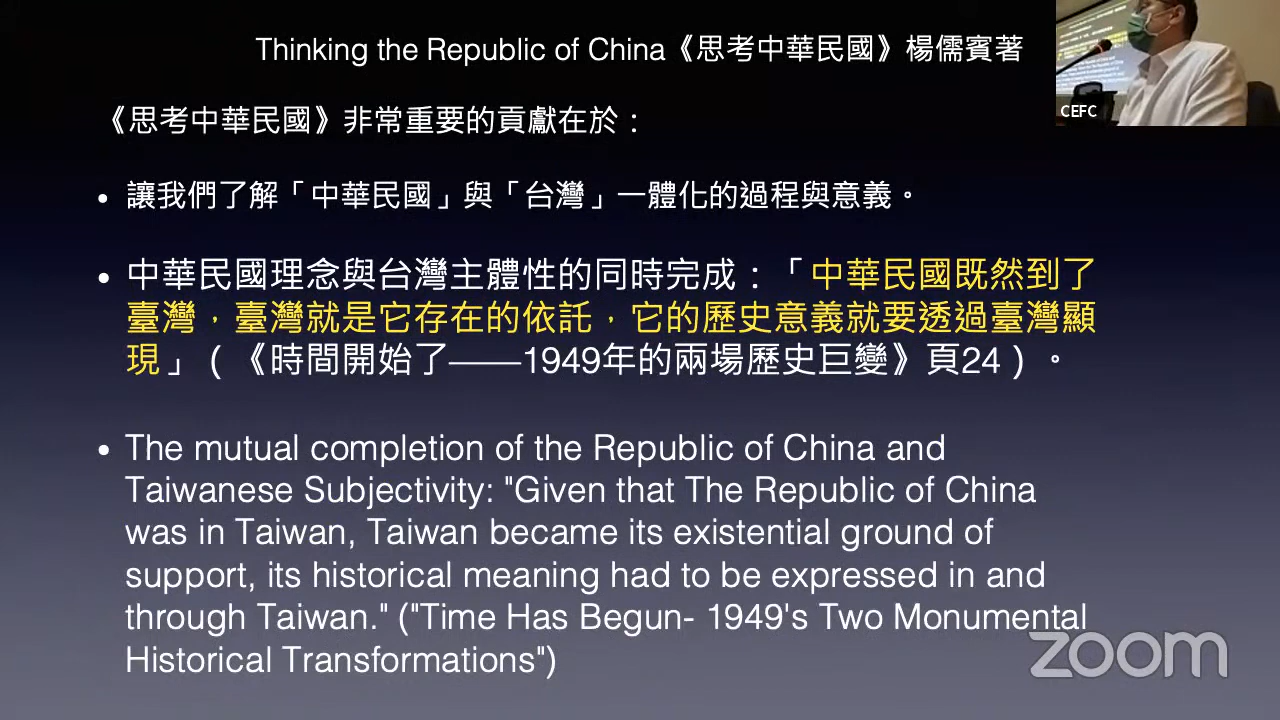 Thinking the Republic of China《思考中華民國》楊儒賓著
CEFC
《思考中華民國》非常重要的貢獻在於：
• 讓我們了解「中華民國」與「台灣」一體化的過程與意義。
• 中華民國理念與台灣主體性的同時完成：「中華民國既然到了
臺灣，臺灣就是它存在的依託，它的歷史意義就要透過臺灣顯
現」（《時間開始了——1949年的兩場歷史巨變》頁24）。
• The mutual completion of the Republic of China and
Taiwanese Subjectivity: "Given that The Republic of China
was in Taiwan, Taiwan became its existential ground of
support, its historical meaning had to be expressed in and
through Taiwan." ("Time Has Begun- 1949's Two Monumental
Historical Transformations")
zoom